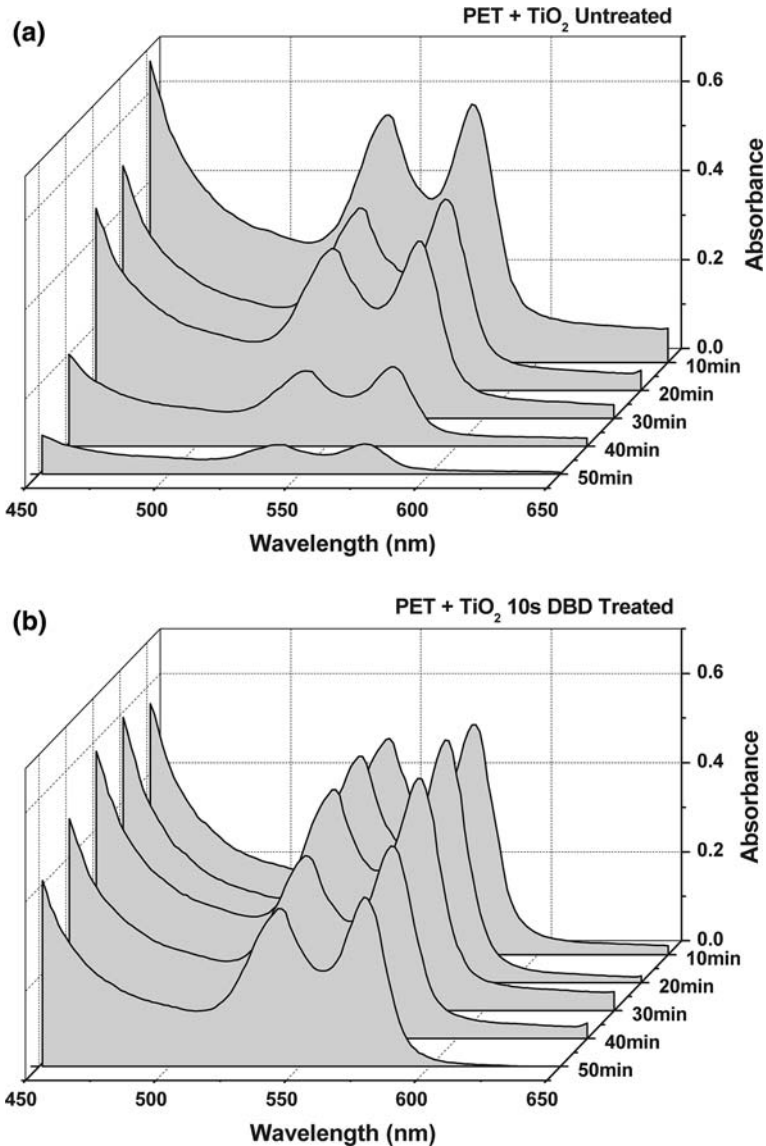 (a)
PET + TiO₂ Untreated
0.6
0.4
0.2
0.0
Absorbance
10min
20min
30min
40min
50min
450 500 550 600 650
Wavelength (nm)
(b)
PET + TiO₂ 10s DBD Treated
0.6
0.4
0.2
0.0
Absorbance
10min
20min
30min
40min
50min
450 500 550 600 650
Wavelength (nm)